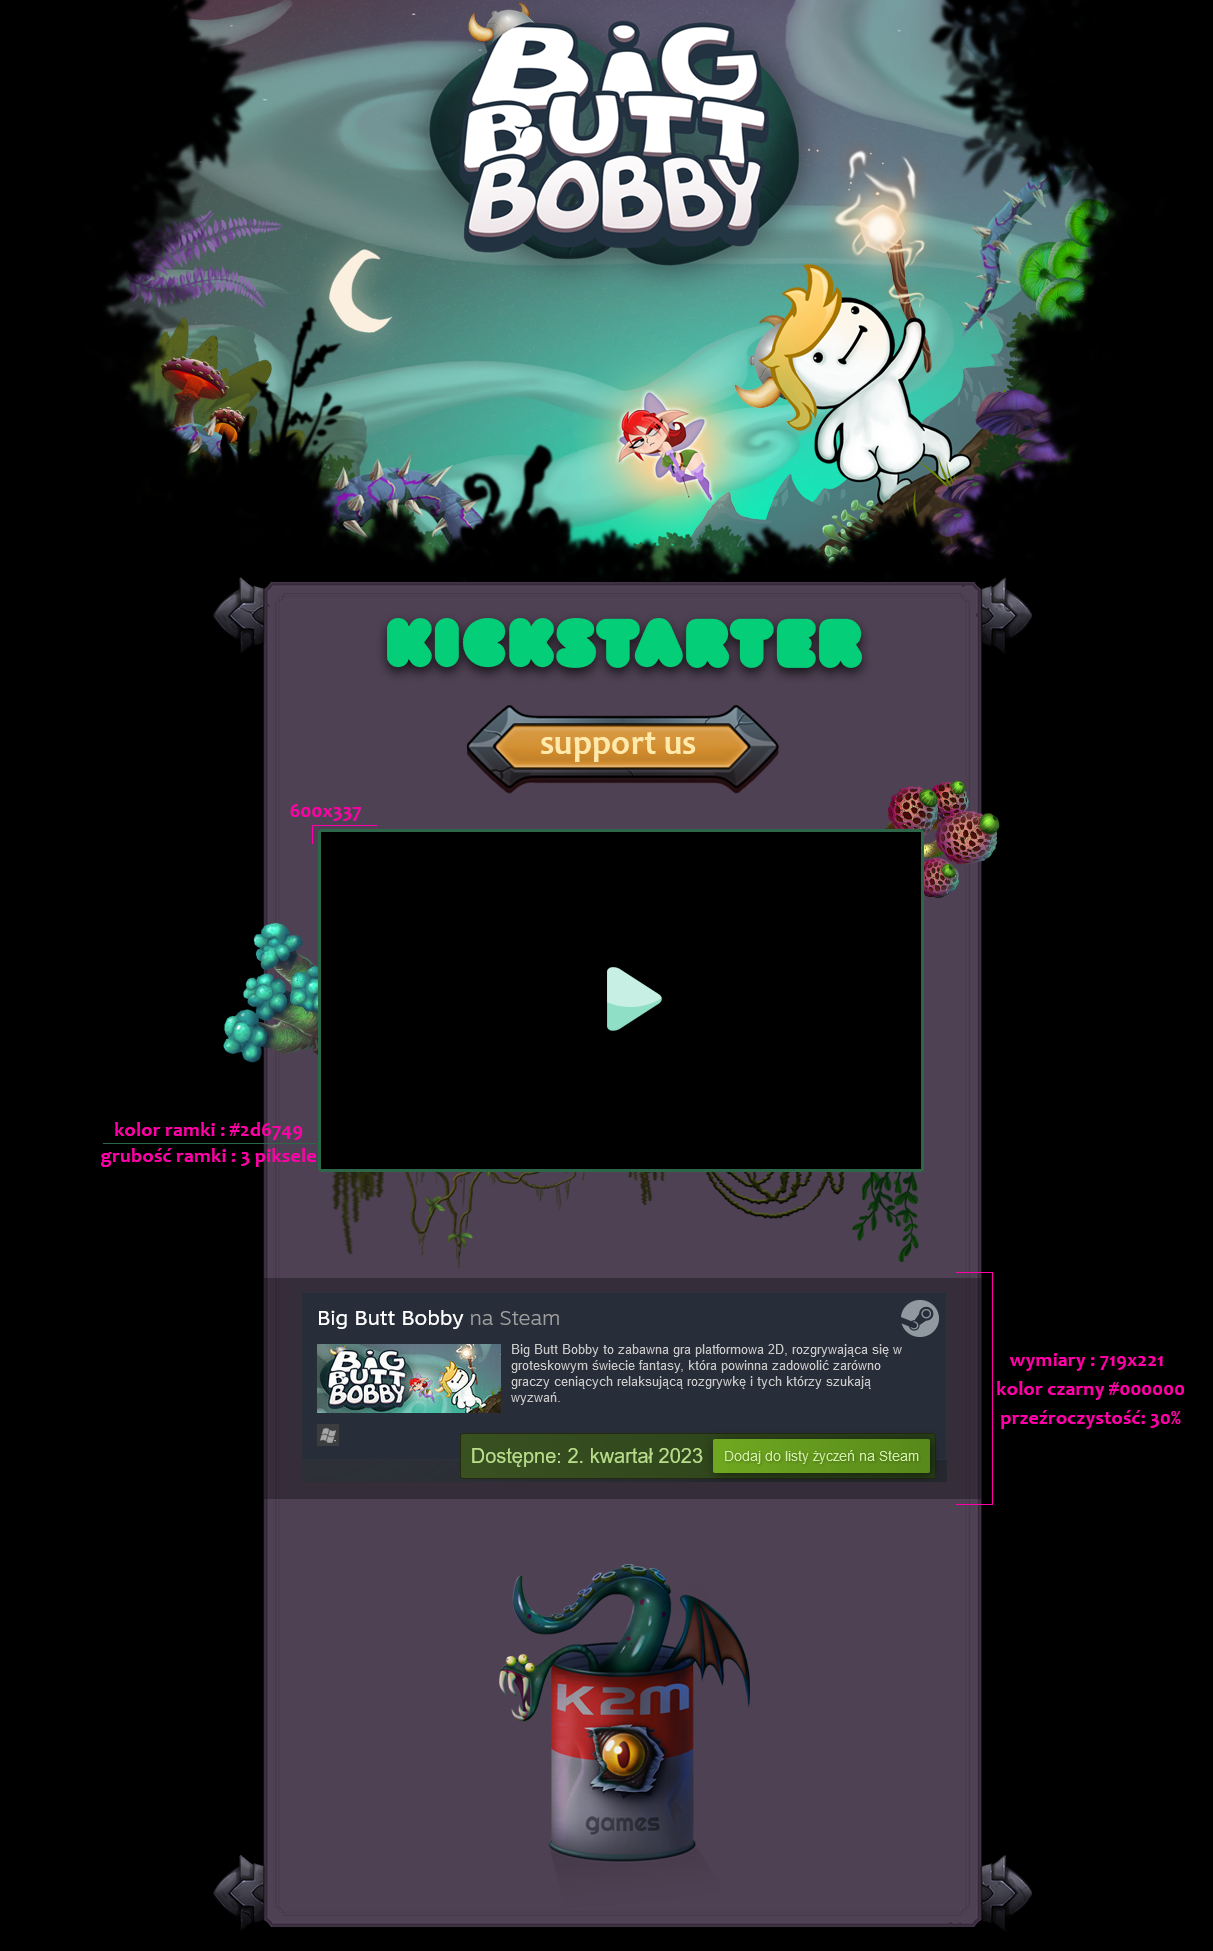 BIG
BUTT
BOBBY
KICKSTARTER
support us
600x337
kolor ramki : #2d6749
grubość ramki : 3 piksele
Big Butt Bobby na Steam
BIG
BUTT
BOBBY
Big Butt Bobby to zabawna gra platformowa 2D, rozgrywająca się w
groteskowym świecie fantasy, która powinna zadowolić zarówno
graczy ceniących relaksującą rozgrywkę i tych którzy szukają
wyzwań.
Dostępne: 2. kwartał 2023
Dodaj do listy życzeń na Steam
wymiary : 719x221
kolor czarny #000000
przeźroczystość: 30%
K2m
games